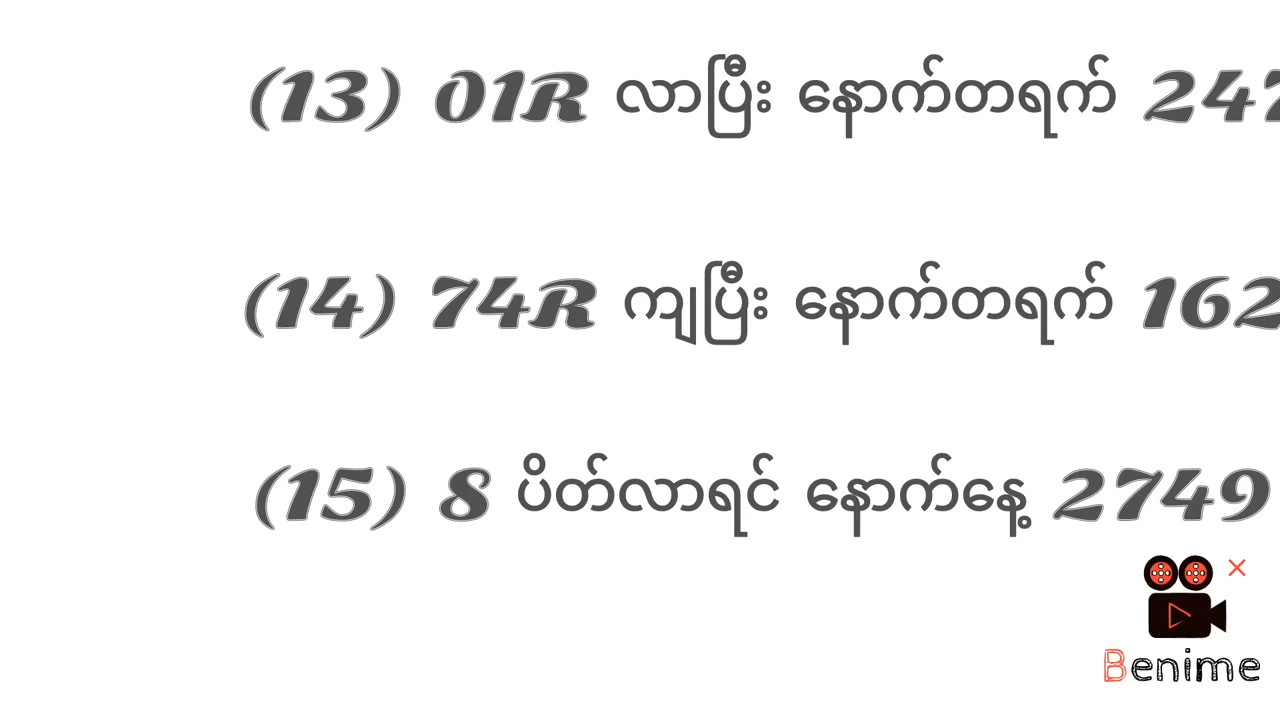 (13) 01R လာပြီး နောက်တရက် 247
(14) 74R ကျပြီး နောက်တရက် 162
(15) 8 ပိတ်လာရင် နောက်နေ့ 2749
Benime